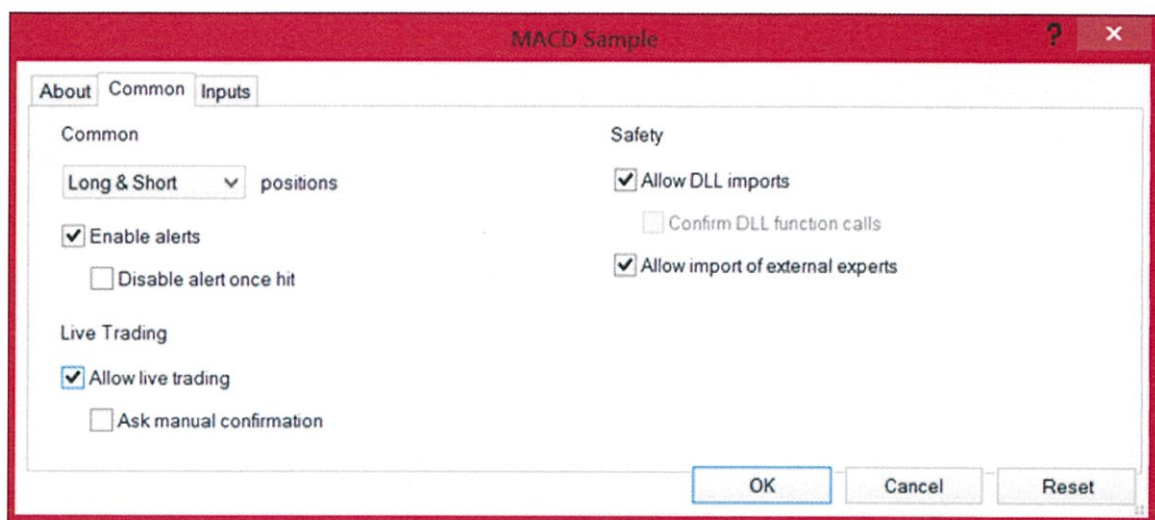 MACD Sample
?
About Common Inputs
Common
Long & Short positions
Enable alerts
Disable alert once hit
Live Trading
Allow live trading
Ask manual confirmation
Safety
Allow DLL imports
Confirm DLL function calls
Allow import of external experts
OK Cancel Reset